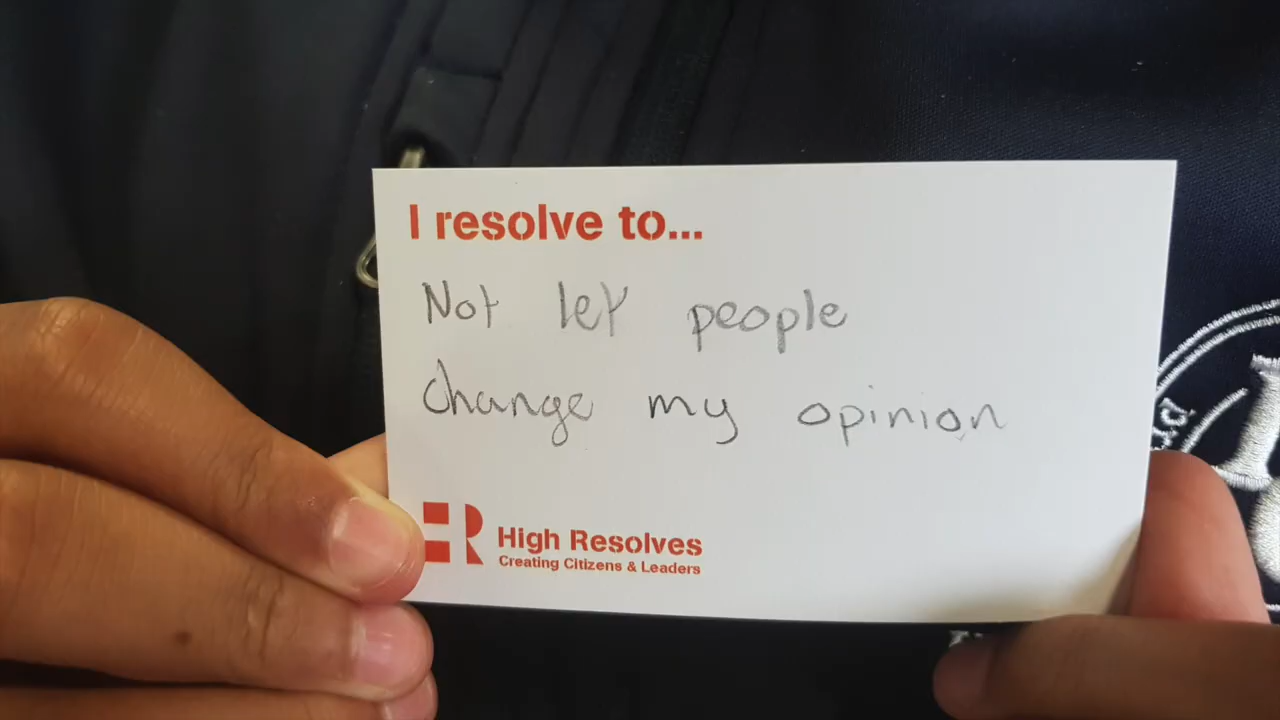 I resolve to...
Not let people
change my opinion
High Resolves
Creating Citizens & Leaders